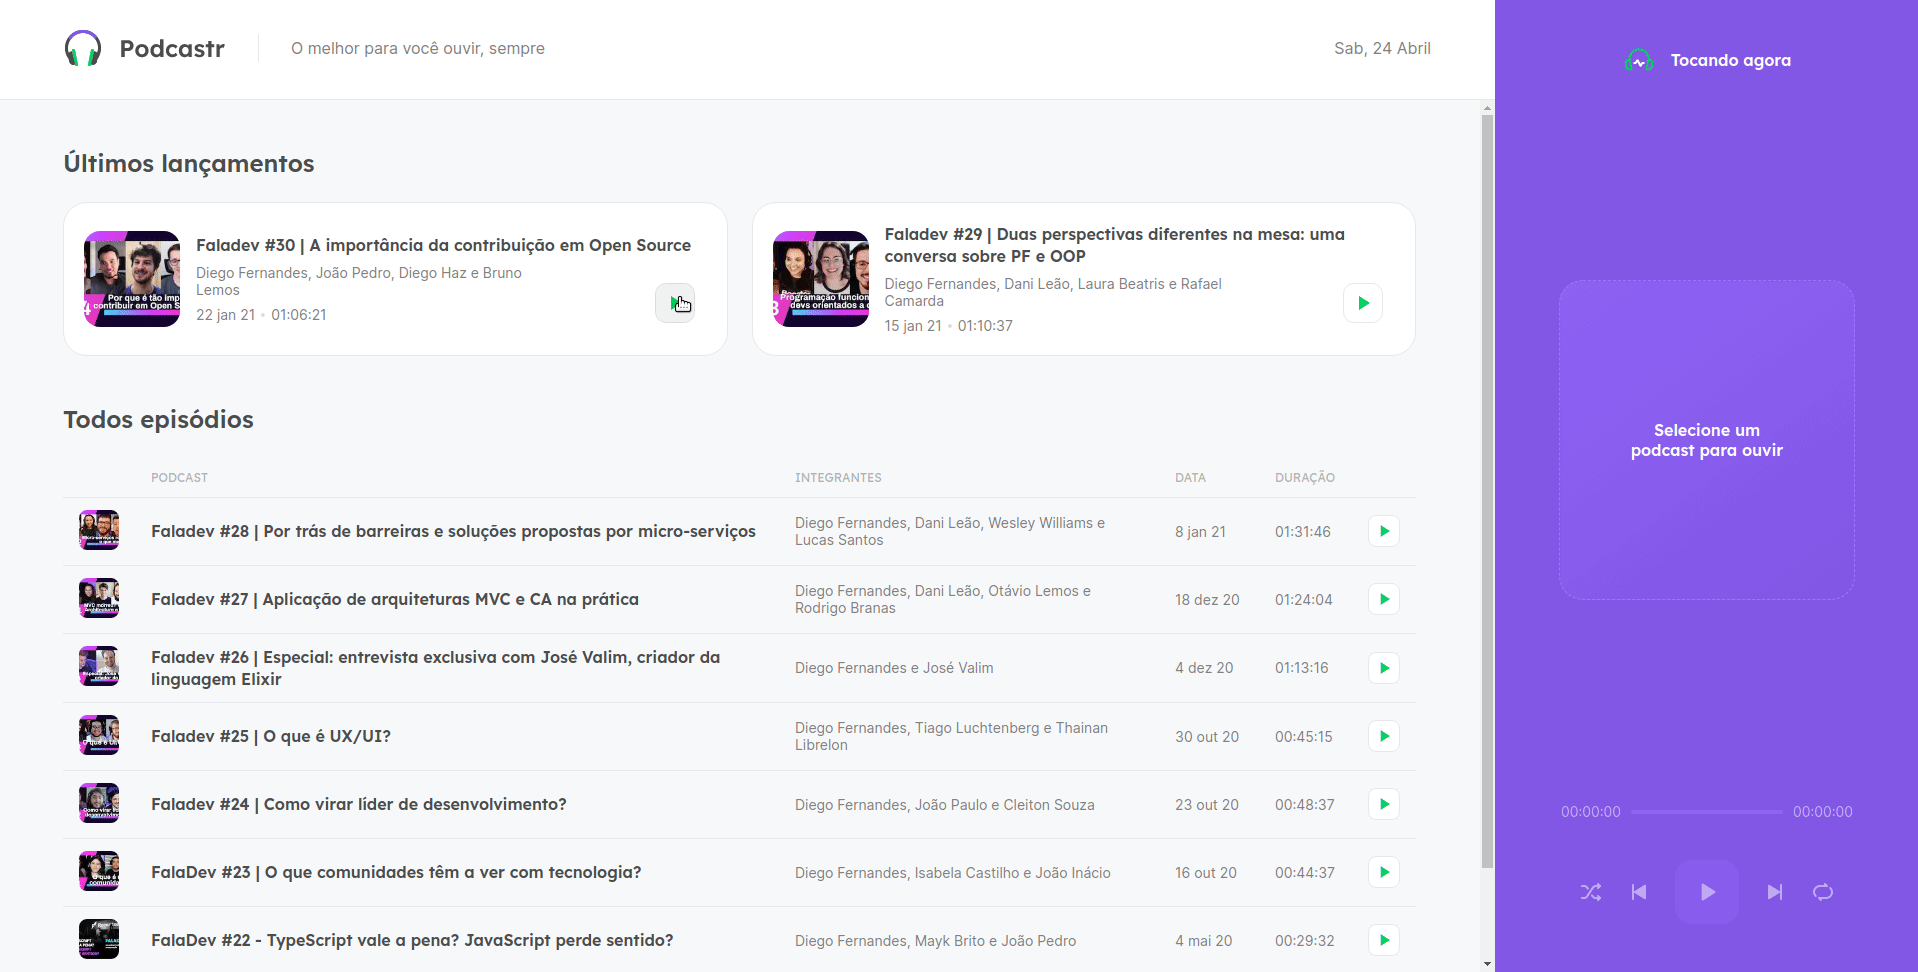 Podcastr
O melhor para você ouvir, sempre
Sab, 24 Abril
Tocando agora
Últimos lançamentos
Por que é tão imp
contribuir em Open S
Faladev #30 | A importância da contribuição em Open Source
Diego Fernandes, João Pedro, Diego Haz e Bruno
Lemos
22 jan 21 • 01:06:21
Programação funcion
devs orientados a
Faladev #29 | Duas perspectivas diferentes na mesa: uma
conversa sobre PF e OOP
Diego Fernandes, Dani Leão, Laura Beatris e Rafael
Camarda
15 jan 21 • 01:10:37
Todos episódios
PODCAST INTEGRANTES DATA DURAÇÃO
Faladev #28 | Por trás de barreiras e soluções propostas por micro-serviços
Diego Fernandes, Dani Leão, Wesley Williams e
Lucas Santos
8 jan 21
01:31:46
Faladev #27 | Aplicação de arquiteturas MVC e CA na prática
Diego Fernandes, Dani Leão, Otávio Lemos e
Rodrigo Branas
18 dez 20
01:24:04
Faladev #26 | Especial: entrevista exclusiva com José Valim, criador da
linguagem Elixir
Diego Fernandes e José Valim
4 dez 20
01:13:16
Faladev #25 | O que é UX/UI?
Diego Fernandes, Tiago Luchtenberg e Thainan
Librelon
30 out 20
00:45:15
Faladev #24 | Como virar líder de desenvolvimento?
Diego Fernandes, João Paulo e Cleiton Souza
23 out 20
00:48:37
FalaDev #23 | O que comunidades têm a ver com tecnologia?
Diego Fernandes, Isabela Castilho e João Inácio
16 out 20
00:44:37
FalaDev #22 - TypeScript vale a pena? JavaScript perde sentido?
Diego Fernandes, Mayk Brito e João Pedro
4 mai 20
00:29:32
Selecione um
podcast para ouvir
00:00:00 00:00:00